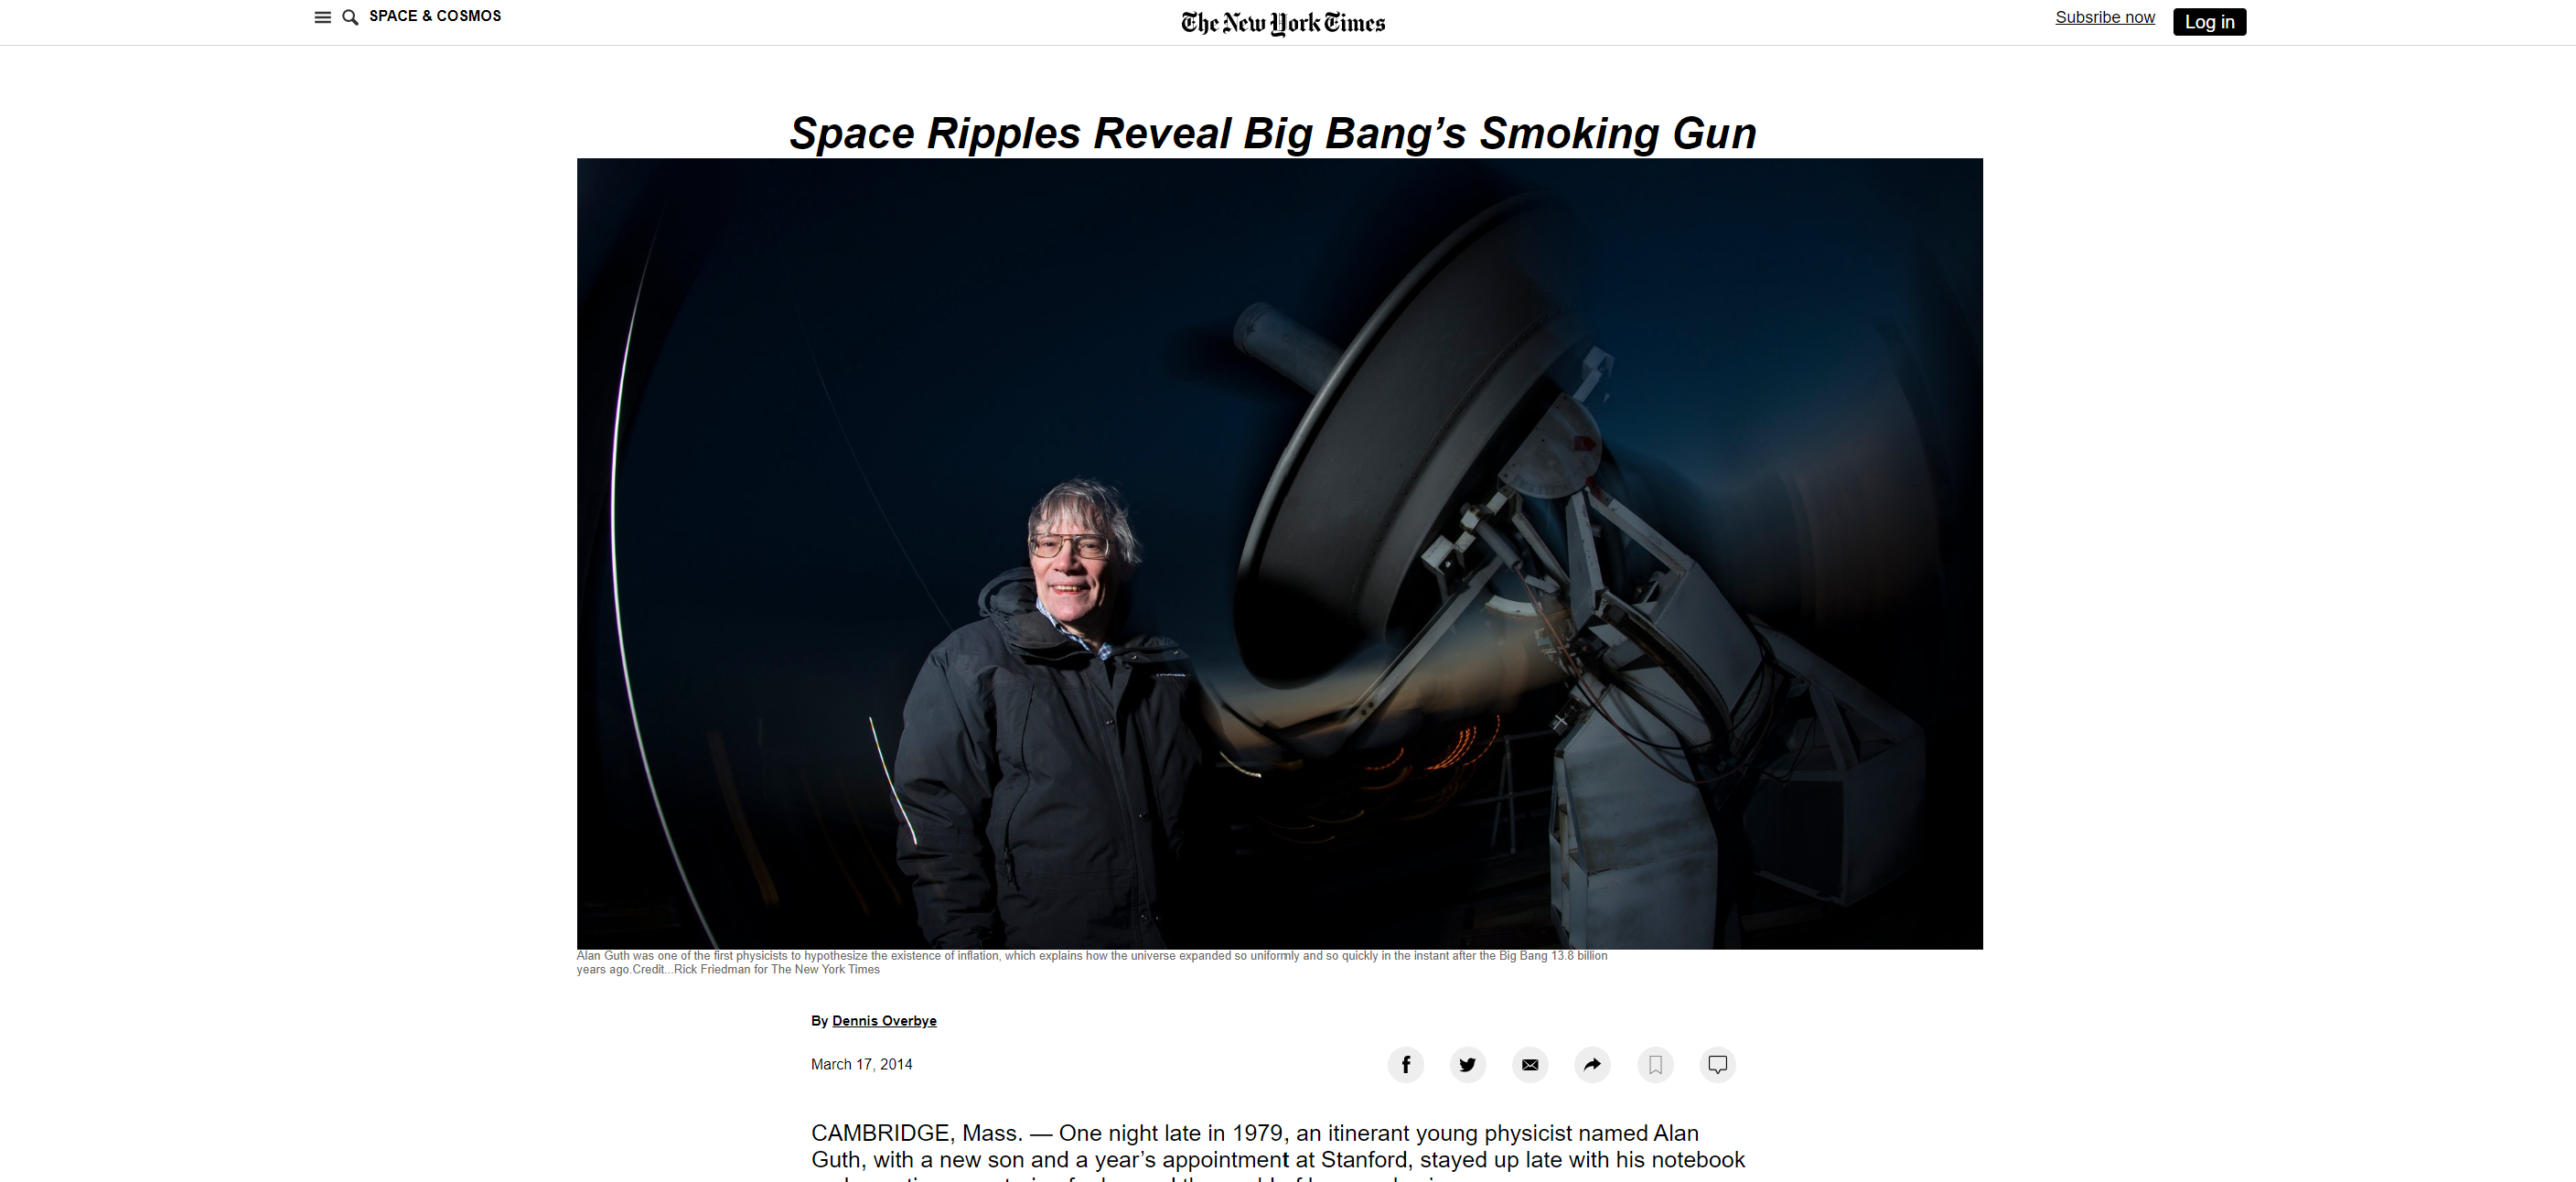 SPACE & COSMOS
The New York Times
Subsribe now
Log in
Space Ripples Reveal Big Bang’s Smoking Gun
Alan Guth was one of the first physicists to hypothesize the existence of inflation, which explains how the universe expanded so uniformly and so quickly in the instant after the Big Bang 13.8 billion
years ago.Credit...Rick Friedman for The New York Times
By Dennis Overbye
March 17, 2014
CAMBRIDGE, Mass. — One night late in 1979, an itinerant young physicist named Alan
Guth, with a new son and a year’s appointment at Stanford, stayed up late with his notebook